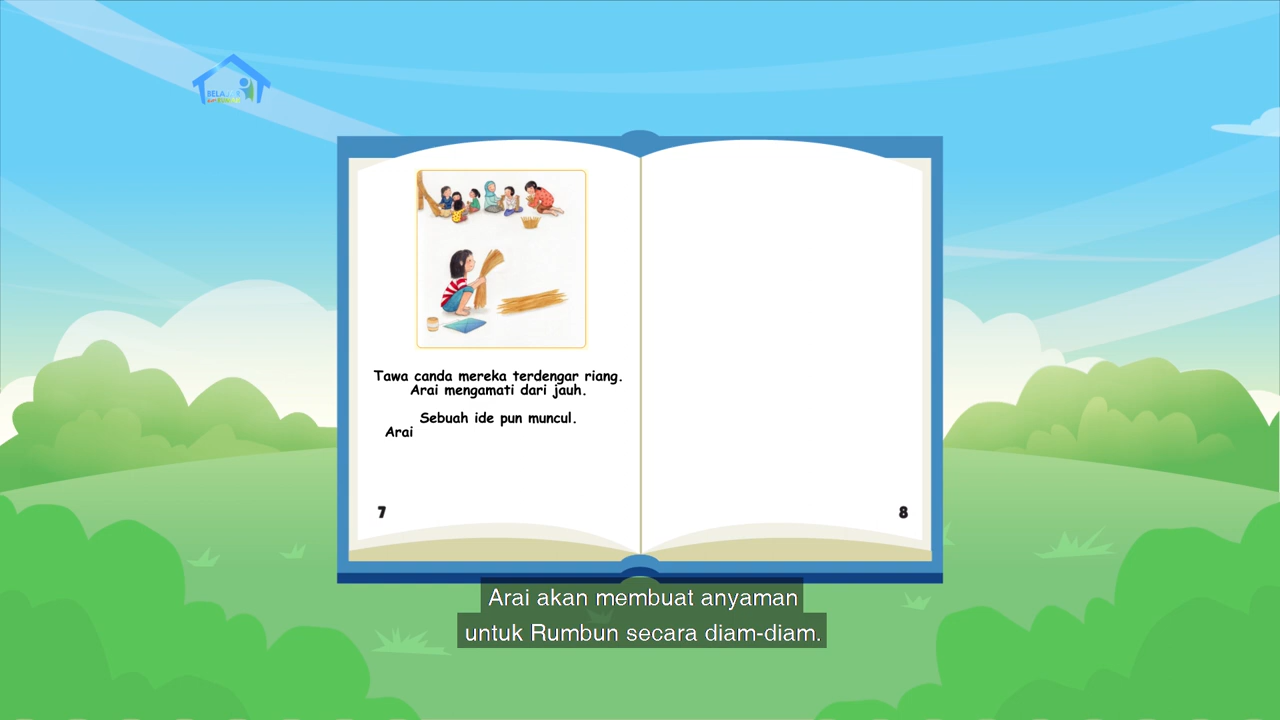 BELAJAR
Tawa canda mereka terdengar riang.
Arai mengamati dari jauh.
Sebuah ide pun muncul.
Arai
7
8
Arai akan membuat anyaman
untuk Rumbun secara diam-diam.